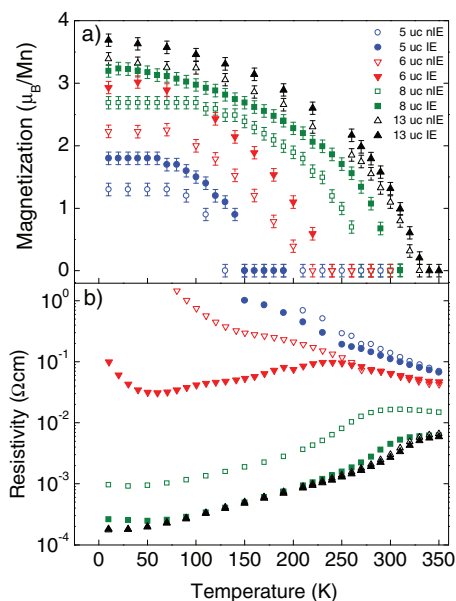 a)
Magnetization (μB/Mn)
4
3
2
1
0
5 uc nIE
5 uc IE
6 uc nIE
6 uc IE
8 uc nIE
8 uc IE
13 uc nIE
13 uc IE
b)
Resistivity (Ωcm)
10^0
10^-1
10^-2
10^-3
10^-4
0 50 100 150 200 250 300 350
Temperature (K)